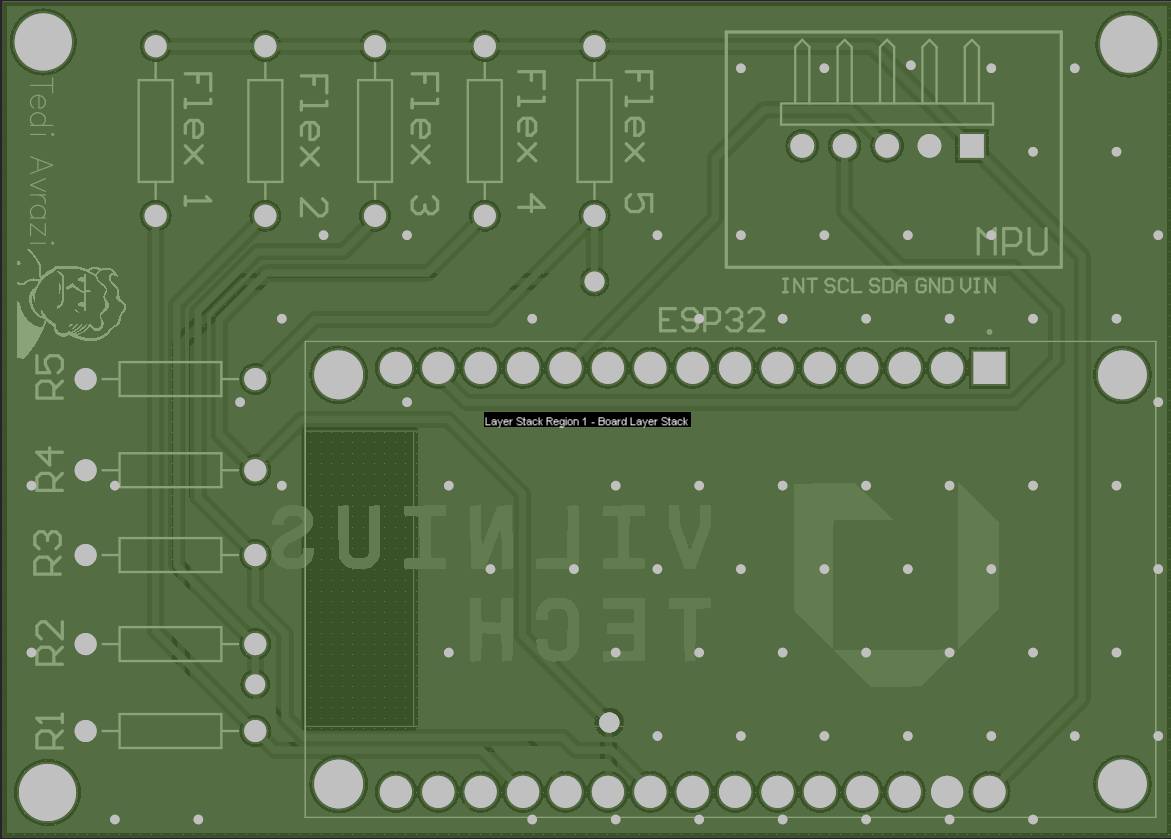 Tedi Avrazi
Flex 1
Flex 2
Flex 3
Flex 4
Flex 5
MPU
INT SCL SDA GND VIN
ESP32
R5
R4
R3
R2
R1
Layer Stack Region 1 - Board Layer Stack
VILNIUS
TECH